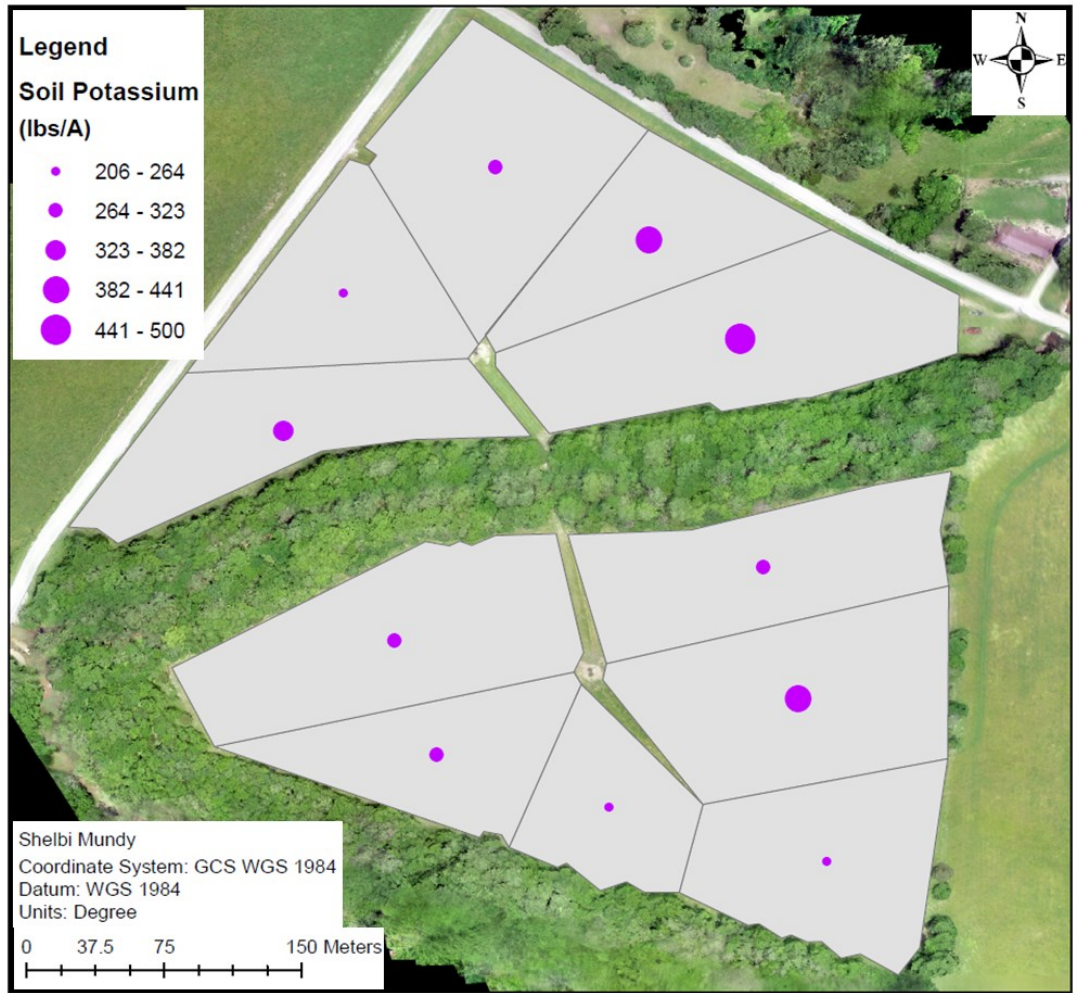 Legend
Soil Potassium
(lbs/A)
206 - 264
264 - 323
323 - 382
382 - 441
441 - 500
N
W E
S
Shelbi Mundy
Coordinate System: GCS WGS 1984
Datum: WGS 1984
Units: Degree
0 37.5 75 150 Meters